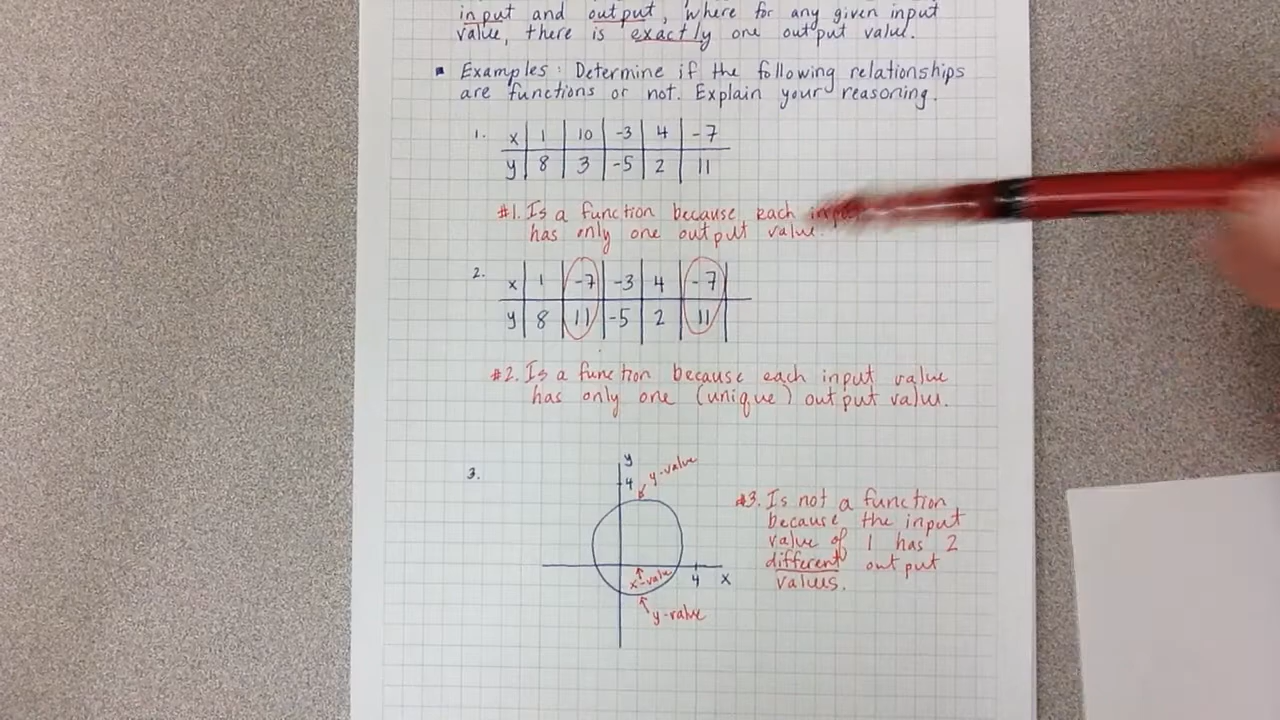 input and output, where for any given input
value, there is exactly one output value.
Examples: Determine if the following relationships
are functions or not. Explain your reasoning.
1.
x 1 10 -3 4 -7
y 8 3 -5 2 11
#1. Is a function because each input
has only one output value.
2.
x 1 -7 -3 4 -7
y 8 11 -5 2 11
#2. Is a function because each input value
has only one (unique) output value.
3.
y
4
y-value
x-value
4 x
y-value
#3. Is not a function
because the input
value of 1 has 2
different output
values.